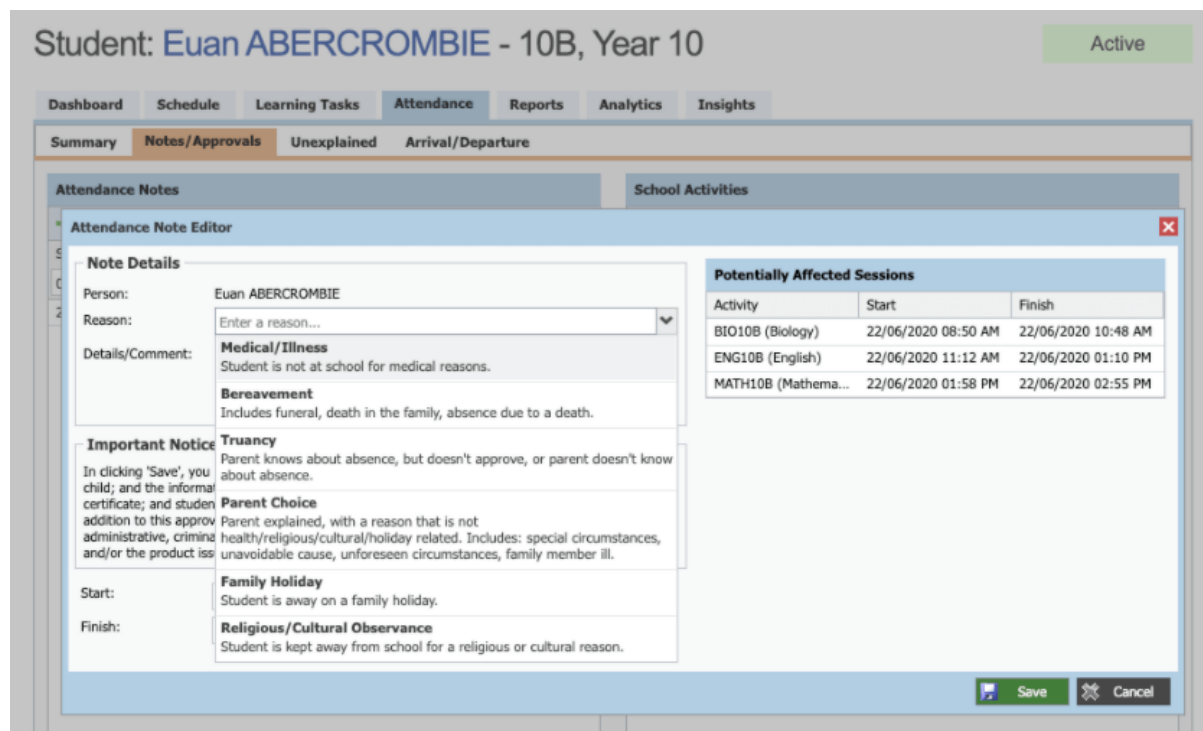 Student: Euan ABERCROMBIE - 10B, Year 10
Active
Dashboard Schedule Learning Tasks Attendance Reports Analytics Insights
Summary Notes/Approvals Unexplained Arrival/Departure
Attendance Notes
School Activities
Attendance Note Editor
Note Details
Person: Euan ABERCROMBIE
Reason: Enter a reason...
Details/Comment:
Medical/Illness
Student is not at school for medical reasons.
Bereavement
Includes funeral, death in the family, absence due to a death.
Truancy
Parent knows about absence, but doesn't approve, or parent doesn't know
about absence.
Parent Choice
Parent explained, with a reason that is not
health/religious/cultural/holiday related. Includes: special circumstances,
unavoidable cause, unforeseen circumstances, family member ill.
Family Holiday
Student is away on a family holiday.
Religious/Cultural Observance
Student is kept away from school for a religious or cultural reason.
Important Notice
In clicking 'Save', you
child; and the
certificate; and
addition to this
administrative,
and/or the product
Start:
Finish:
Potentially Affected Sessions
Activity Start Finish
BIO10B (Biology) 22/06/2020 08:50 AM 22/06/2020 10:48 AM
ENG10B (English) 22/06/2020 11:12 AM 22/06/2020 01:10 PM
MATH10B (Mathema... 22/06/2020 01:58 PM 22/06/2020 02:55 PM
Save Cancel